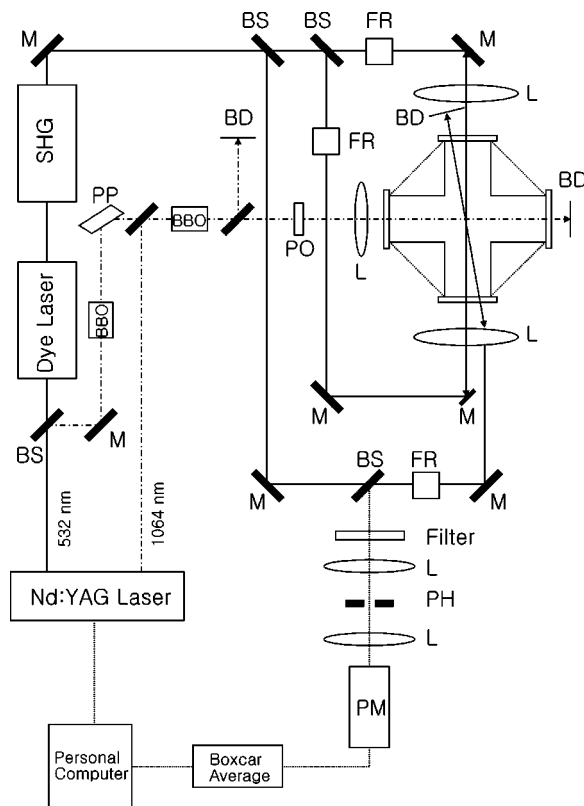 BS
BS
FR
M
M
L
BD
BD
SHG
FR
PP
BBO
BD
PO
L
BBO
Dye Laser
L
BS
M
M
M
BS
FR
M
M
532 nm
1064 nm
Filter
L
Nd:YAG Laser
PH
L
PM
Personal
Computer
Boxcar
Average